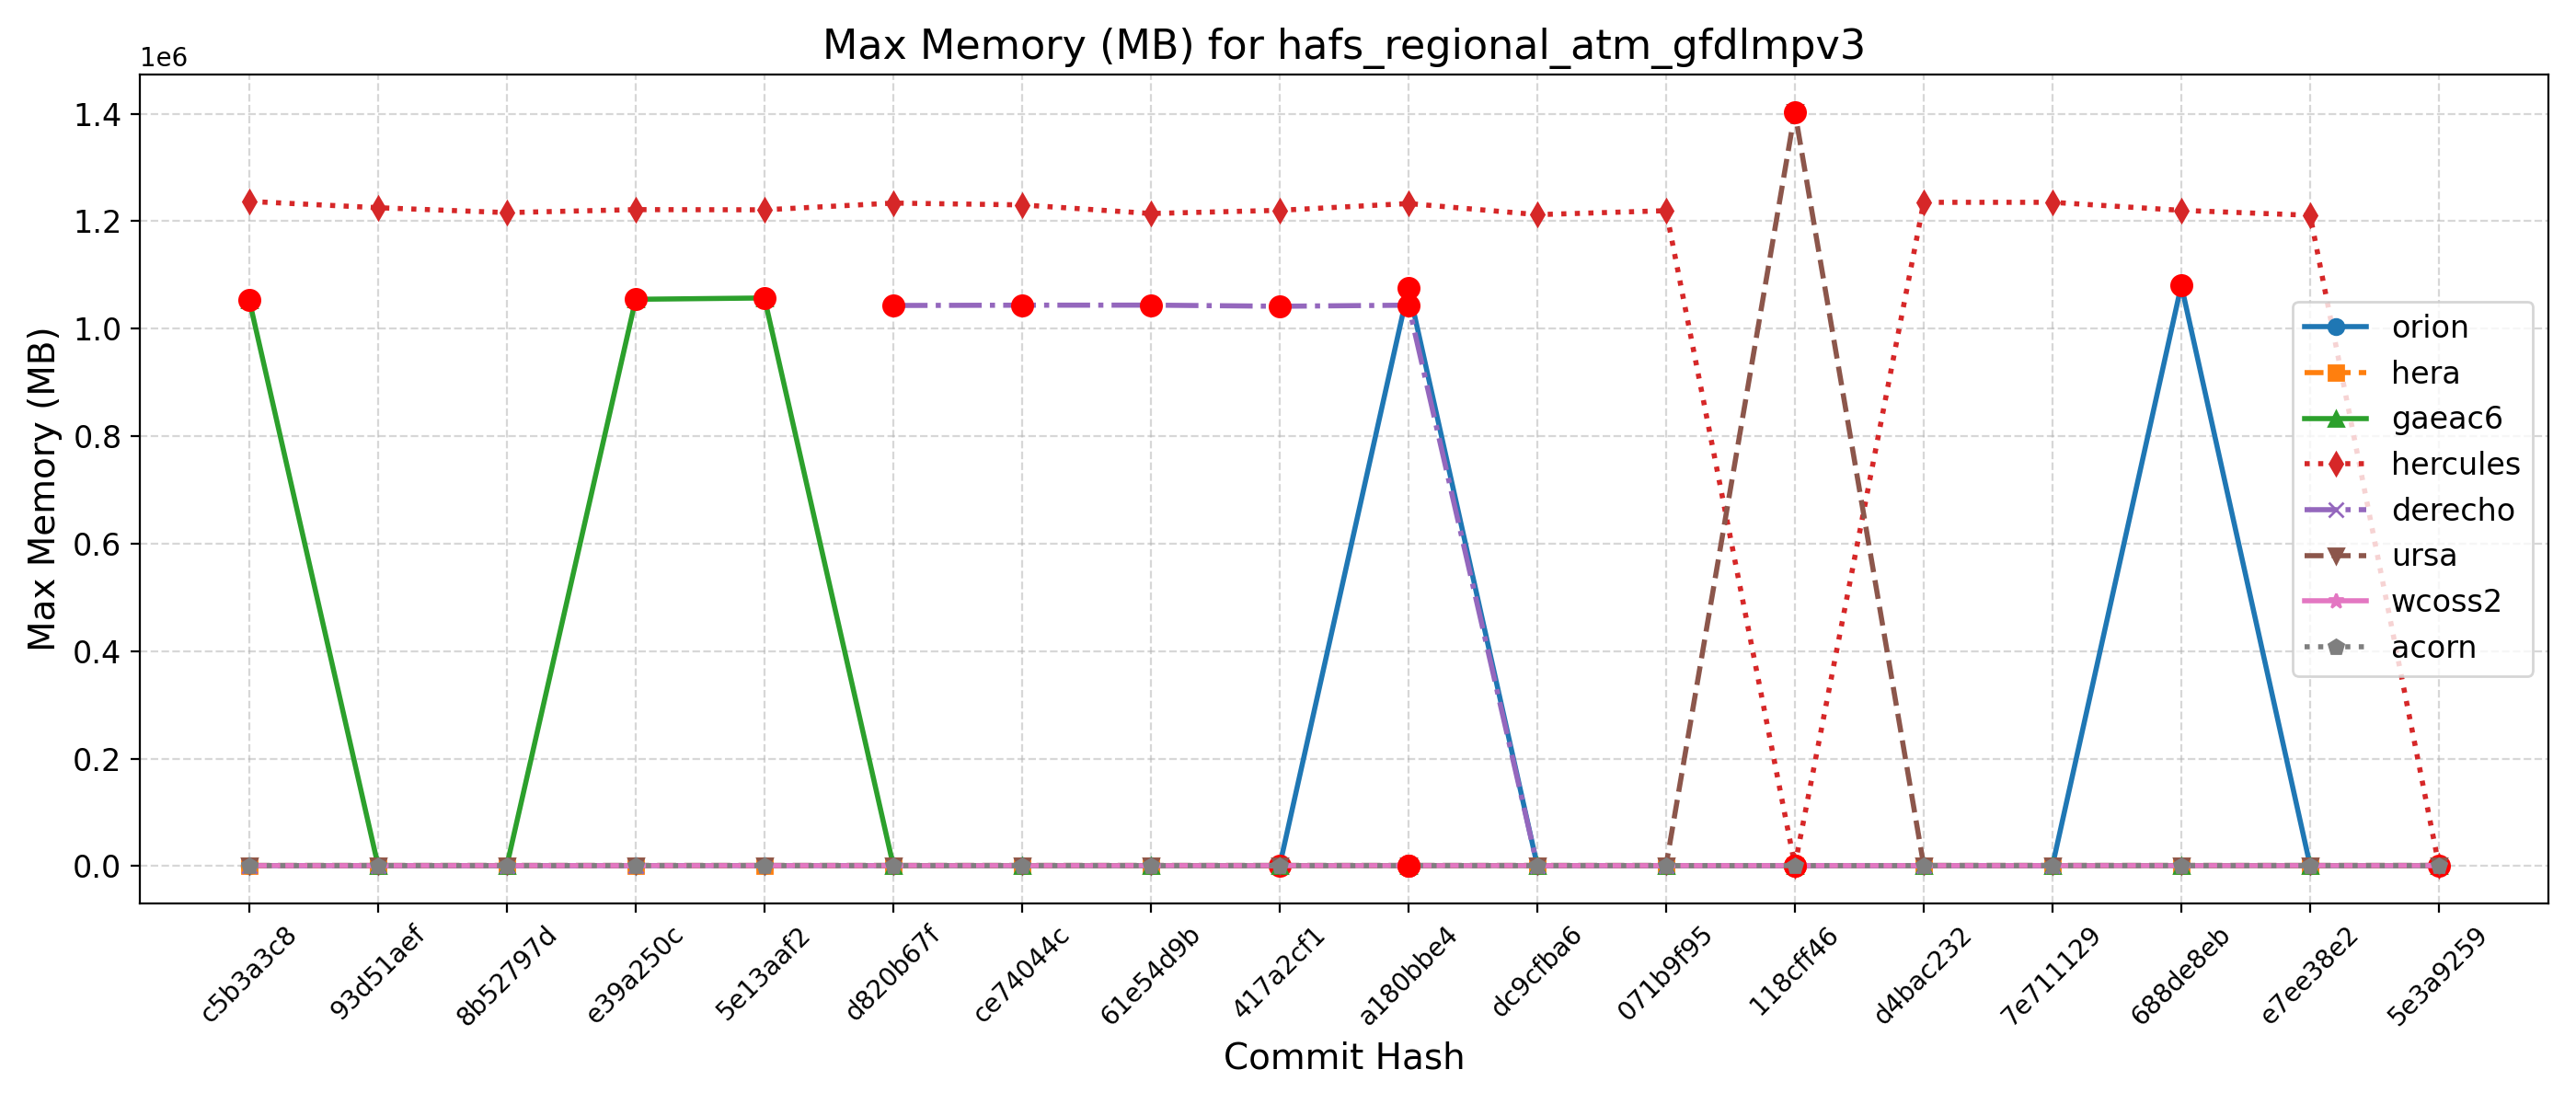 Max Memory (MB) for hafs_regional_atm_gfdlmpv3
1e6
1.4
1.2
1.0
0.8
0.6
0.4
0.2
0.0
Max Memory (MB)
orion
hera
gaeac6
hercules
derecho
ursa
wcoss2
acorn
c5b3a3c8
93d51aef
8b52797d
e39a250c
5e13aaf2
d820b67f
ce74044c
61e54d9b
417a2cf1
a180bbe4
dc9cfba6
071b9f95
118cff46
d4bac232
7e711129
688de8eb
e7ee38e2
5e3a9259
Commit Hash